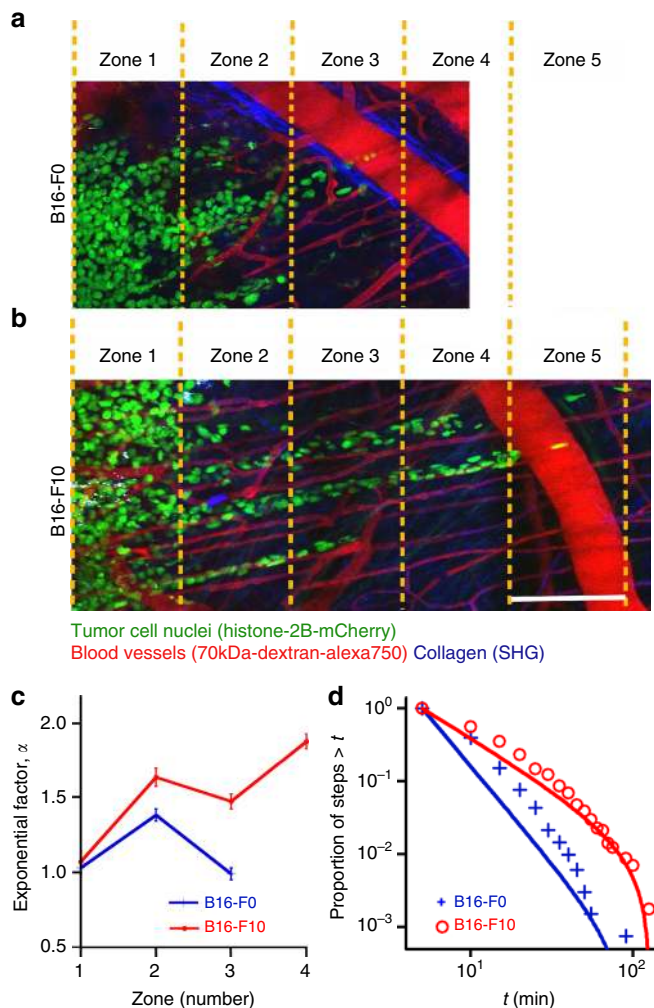 a
Zone 1 Zone 2 Zone 3 Zone 4 Zone 5
B16-F0
b
Zone 1 Zone 2 Zone 3 Zone 4 Zone 5
B16-F10
Tumor cell nuclei (histone-2B-mCherry)
Blood vessels (70kDa-dextran-alexa750) Collagen (SHG)
c
Exponential factor, α
2.0
1.5
1.0
0.5
1 2 3 4
Zone (number)
B16-F0
B16-F10
d
Proportion of steps > t
10⁰
10⁻¹
10⁻²
10⁻³
10¹ 10²
t (min)
B16-F0
B16-F10